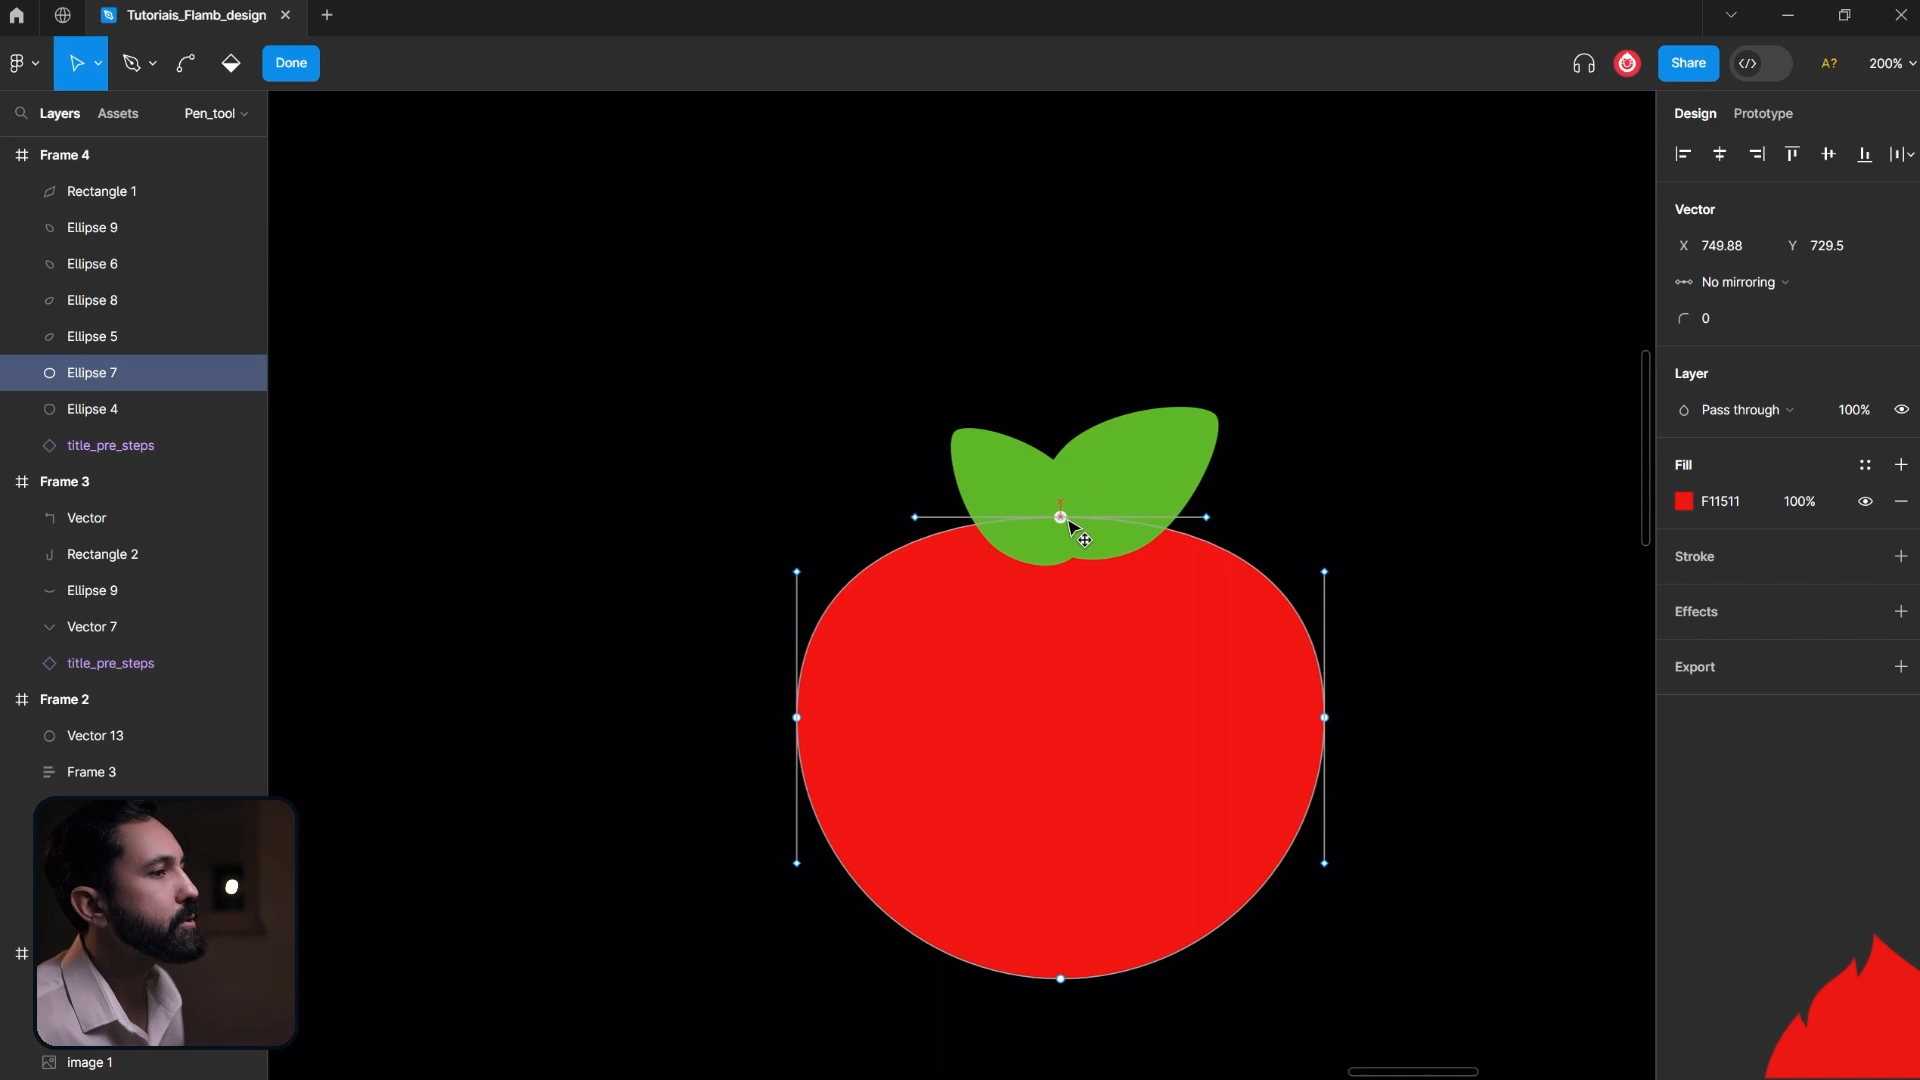 Tutoriais_Flamb_design
Done
Share
A?
200%
Layers
Assets
Pen_tool
Frame 4
Rectangle 1
Ellipse 9
Ellipse 6
Ellipse 8
Ellipse 5
Ellipse 7
Ellipse 4
title_pre_steps
Frame 3
Vector
Rectangle 2
Ellipse 9
Vector 7
title_pre_steps
Frame 2
Vector 13
Frame 3
image 1
Design
Prototype
Vector
X 749.88 Y 729.5
No mirroring
0
Layer
Pass through 100%
Fill
F11511 100%
Stroke
Effects
Export